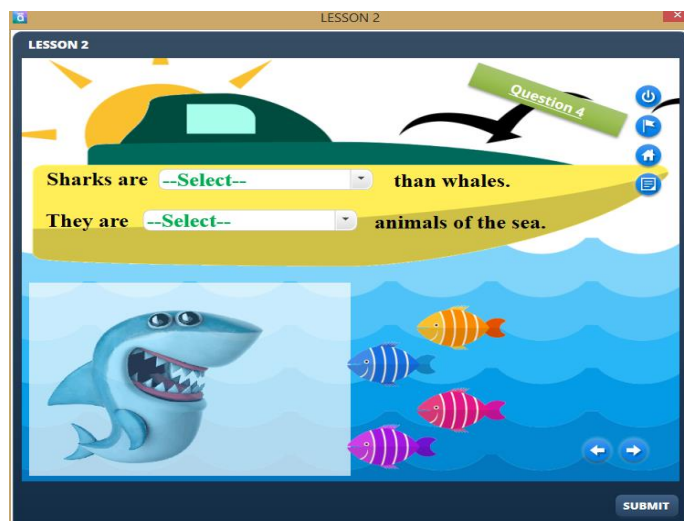 LESSON 2
LESSON 2
Question 4
Sharks are --Select-- than whales.
They are --Select-- animals of the sea.
SUBMIT